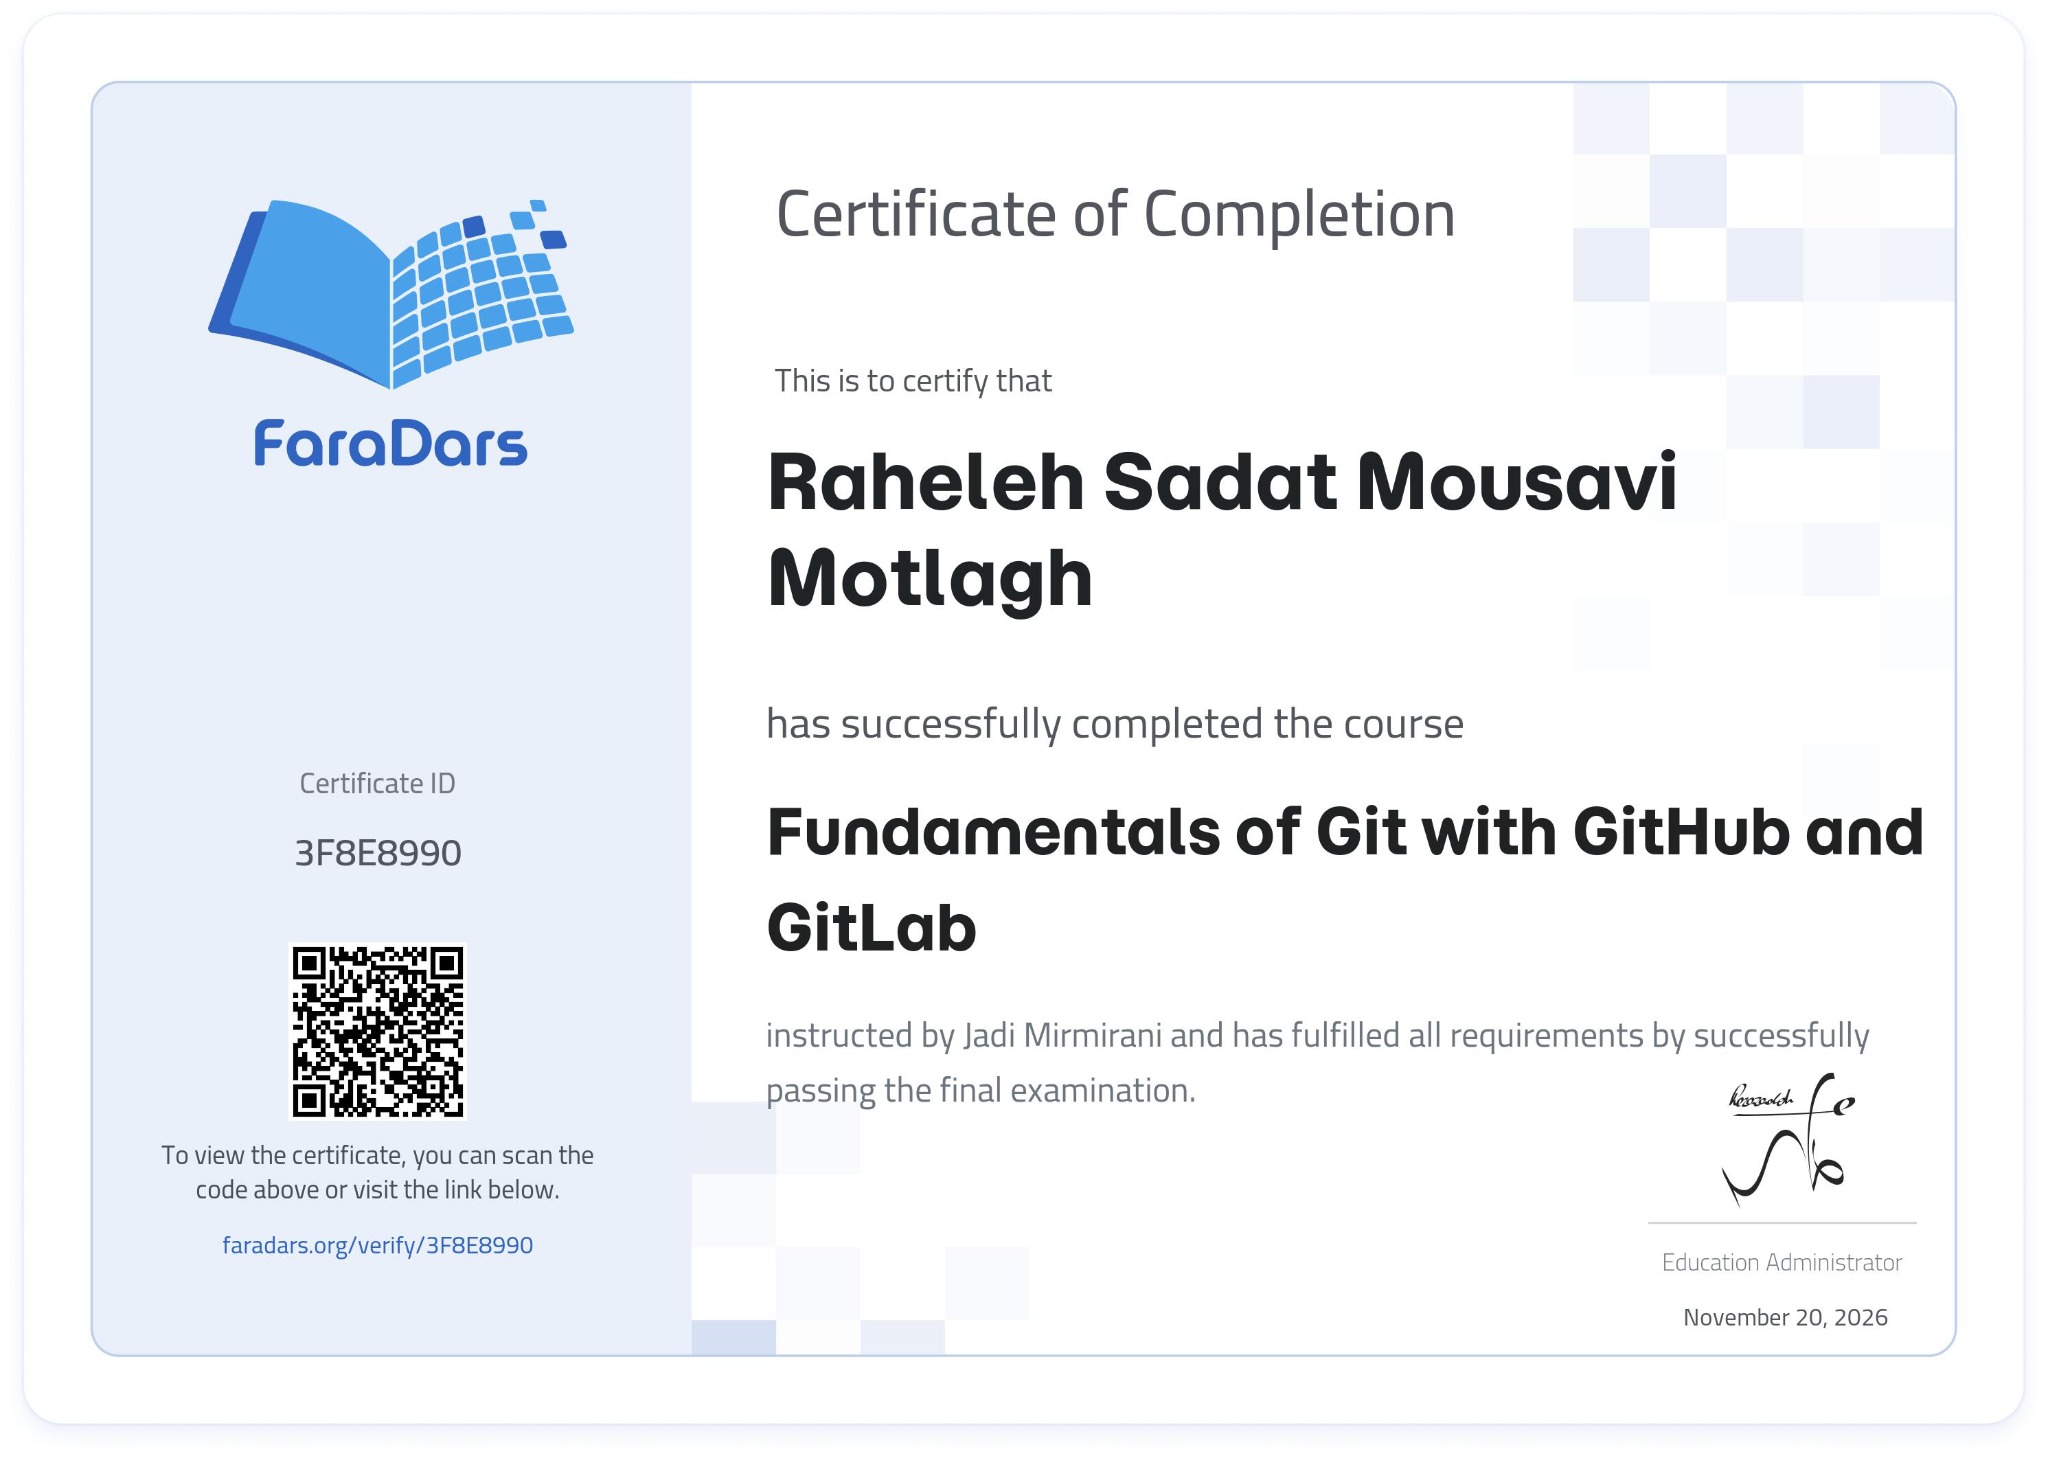 FaraDars
Certificate ID
3F8E8990
To view the certificate, you can scan the
code above or visit the link below.
faradars.org/verify/3F8E8990
Certificate of Completion
This is to certify that
Raheleh Sadat Mousavi
Motlagh
has successfully completed the course
Fundamentals of Git with GitHub and
GitLab
instructed by Jadi Mirmirani and has fulfilled all requirements by successfully
passing the final examination.
Education Administrator
November 20, 2026